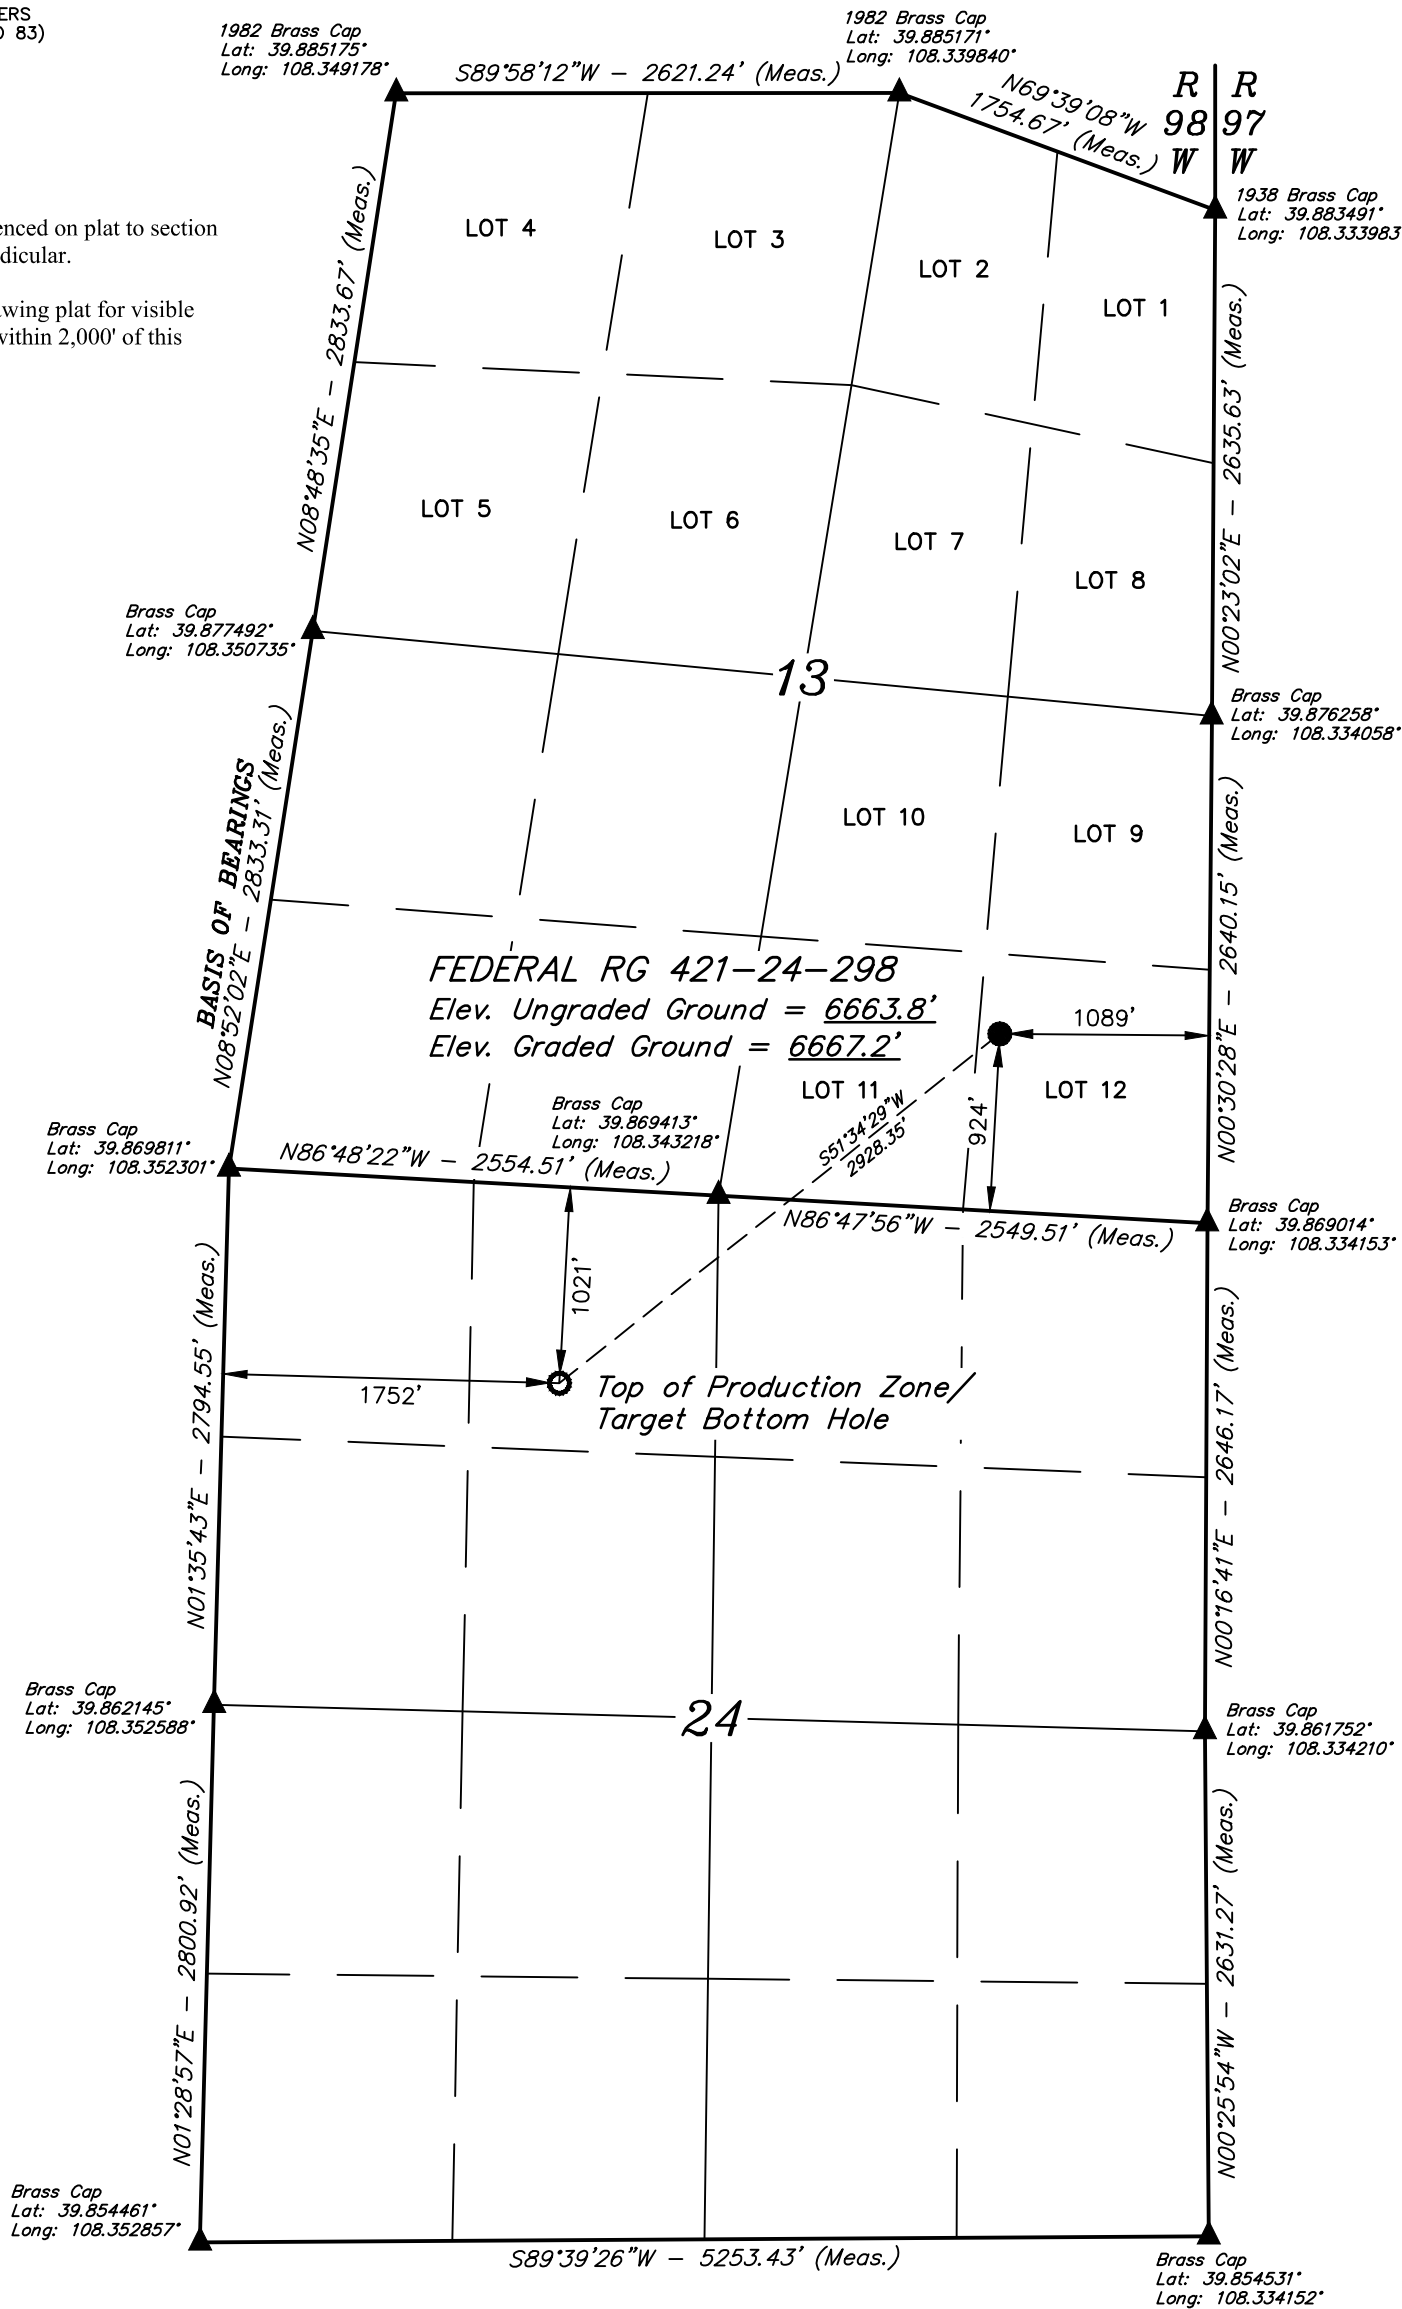 ERS
83)
1982 Brass Cap
Lat: 39.885175°
Long: 108.349178°
1982 Brass Cap
Lat: 39.885171°
Long: 108.339840°
S89°58'12"W - 2621.24' (Meas.)
N69°39'08"W
1754.67' (Meas.)
R R
98 97
W W
1938 Brass Cap
Lat: 39.883491°
Long: 108.333983
enced on plat to section
dicular.
awing plat for visible
within 2,000' of this
LOT 4
LOT 3
LOT 2
LOT 1
N08°48'35"E - 2833.67' (Meas.)
N00°23'02"E - 2635.63' (Meas.)
LOT 5
LOT 6
LOT 7
LOT 8
Brass Cap
Lat: 39.877492°
Long: 108.350735°
13
Brass Cap
Lat: 39.876258°
Long: 108.334058°
BASIS OF BEARINGS
N08°52'02"E - 2833.31' (Meas.)
LOT 10
LOT 9
N00°30'28"E - 2640.15' (Meas.)
FEDERAL RG 421-24-298
Elev. Ungraded Ground = 6663.8'
Elev. Graded Ground = 6667.2'
1089'
924'
LOT 11
LOT 12
S51°34'29"W
2928.35'
Brass Cap
Lat: 39.869413°
Long: 108.343218°
Brass Cap
Lat: 39.869811°
Long: 108.352301°
N86°48'22"W - 2554.51' (Meas.)
N86°47'56"W - 2549.51' (Meas.)
Brass Cap
Lat: 39.869014°
Long: 108.334153°
1021'
1752'
Top of Production Zone/
Target Bottom Hole
N01°35'43"E - 2794.55' (Meas.)
N00°16'41"E - 2646.17' (Meas.)
Brass Cap
Lat: 39.862145°
Long: 108.352588°
24
Brass Cap
Lat: 39.861752°
Long: 108.334210°
N01°28'57"E - 2800.92' (Meas.)
N00°25'54"W - 2631.27' (Meas.)
Brass Cap
Lat: 39.854461°
Long: 108.352857°
S89°39'26"W - 5253.43' (Meas.)
Brass Cap
Lat: 39.854531°
Long: 108.334152°